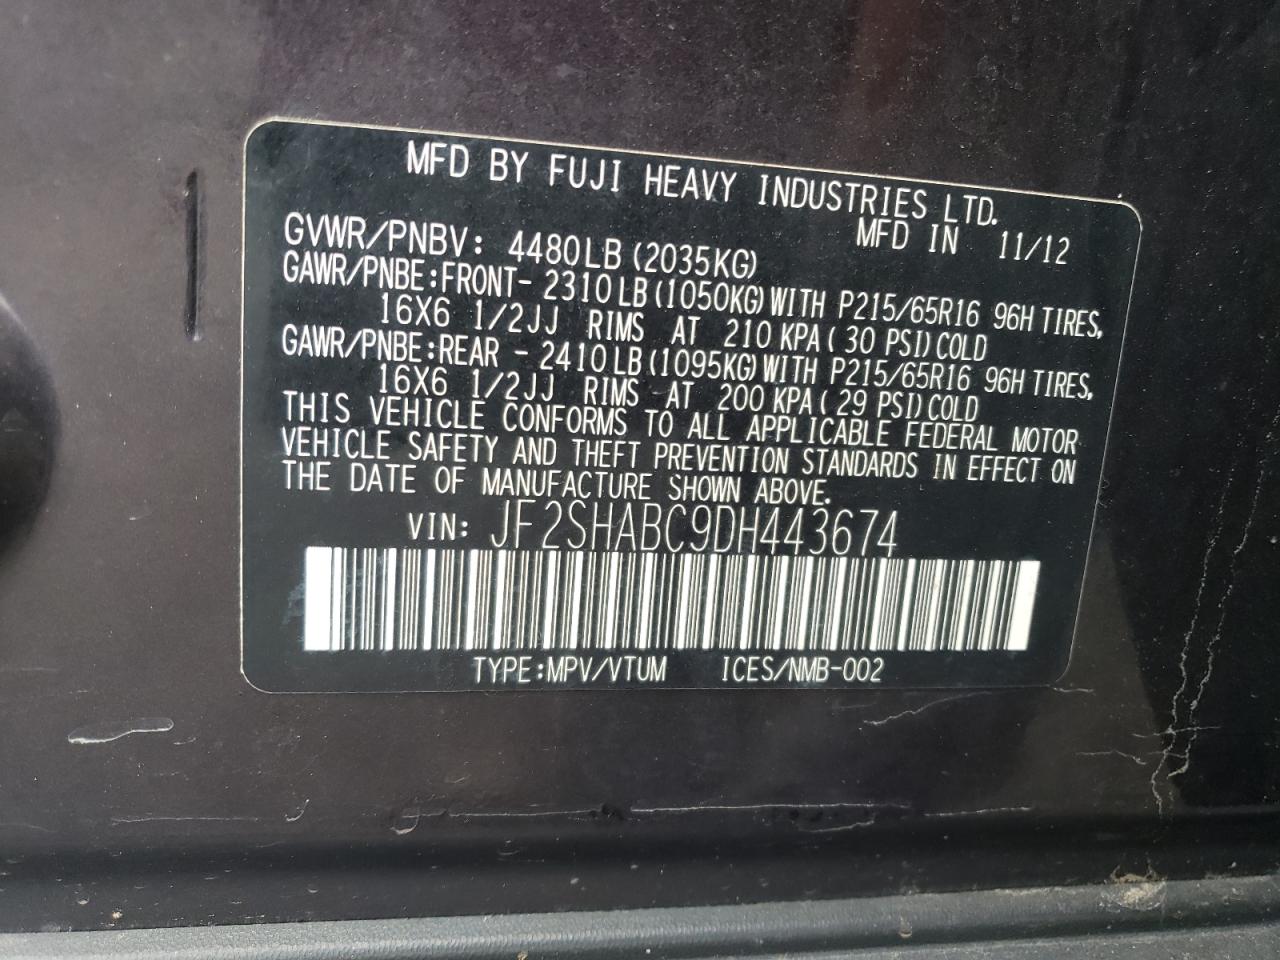 MFD BY FUJI HEAVY INDUSTRIES LTD.
MFD IN 11/12
GVWR/PNBV: 4480LB (2035KG)
GAWR/PNBE:FRONT- 2310LB (1050KG) WITH P215/65R16 96H TIRES,
16X6 1/2JJ RIMS AT 210 KPA ( 30 PSI) COLD
GAWR/PNBE:REAR - 2410LB (1095KG) WITH P215/65R16 96H TIRES,
16X6 1/2JJ RIMS AT 200 KPA ( 29 PSI) COLD
THIS VEHICLE CONFORMS TO ALL APPLICABLE FEDERAL MOTOR
VEHICLE SAFETY AND THEFT PREVENTION STANDARDS IN EFFECT ON
THE DATE OF MANUFACTURE SHOWN ABOVE.
VIN: JF2SHABC9DH443674
TYPE:MPV/VTUM ICES/NMB-002